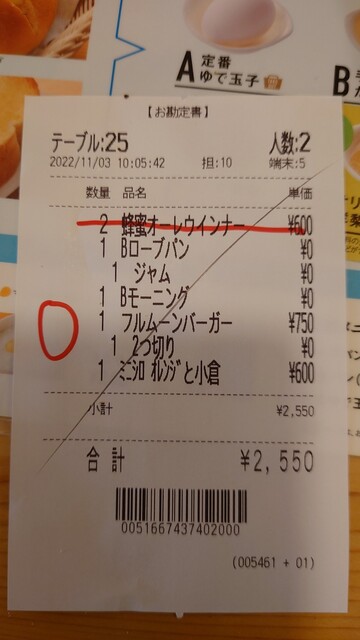 A 定番
ゆで玉子
B
【お勘定書】
テーブル:25 人数:2
2022/11/03 10:05:42 担:10 端末:5
数量 品名 単価
2 蜂蜜オーレウインナー ¥600
1 Bロープパン ¥0
1 ジャム ¥0
1 Bモーニング ¥0
1 フルムーンバーガー ¥750
1 2つ切り ¥0
1 ミニシロ オレンジと小倉 ¥600
小計 ¥2,550
合計 ¥2,550
0051667437402000
(005461 + 01)